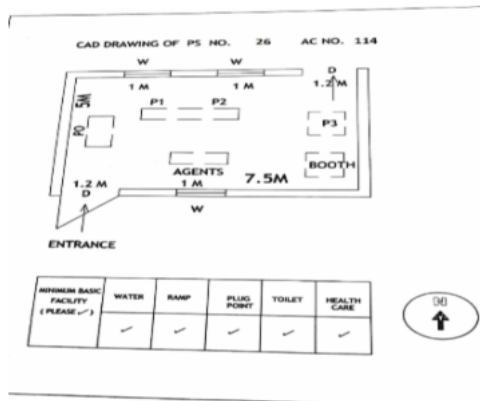 CAD DRAWING OF PS NO. 26 AC NO. 114
W W D
1 M 1 M 1.2 M
5M
P1 P2
PO P3
AGENTS BOOTH
1.2 M 1 M 7.5M
D
W
ENTRANCE
MINIMUM BASIC FACILITY (PLEASE ✓) WATER RAMP PLUG POINT TOILET HEALTH CARE
✓ ✓ ✓ ✓ ✓
N